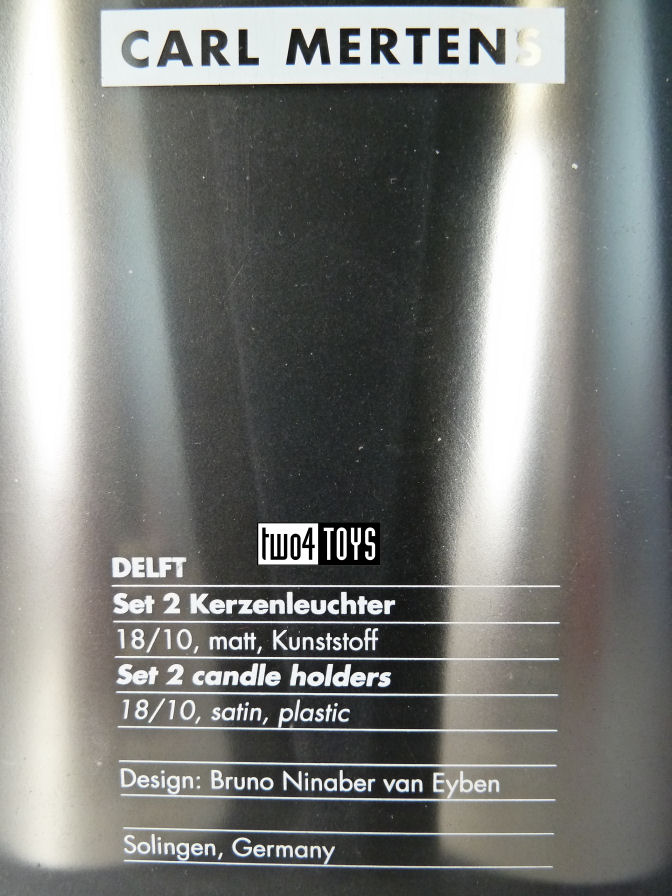 CARL MERTENS
two4TOYS
DELFT
Set 2 Kerzenleuchter
18/10, matt, Kunststoff
Set 2 candle holders
18/10, satin, plastic
Design: Bruno Ninaber van Eyben
Solingen, Germany